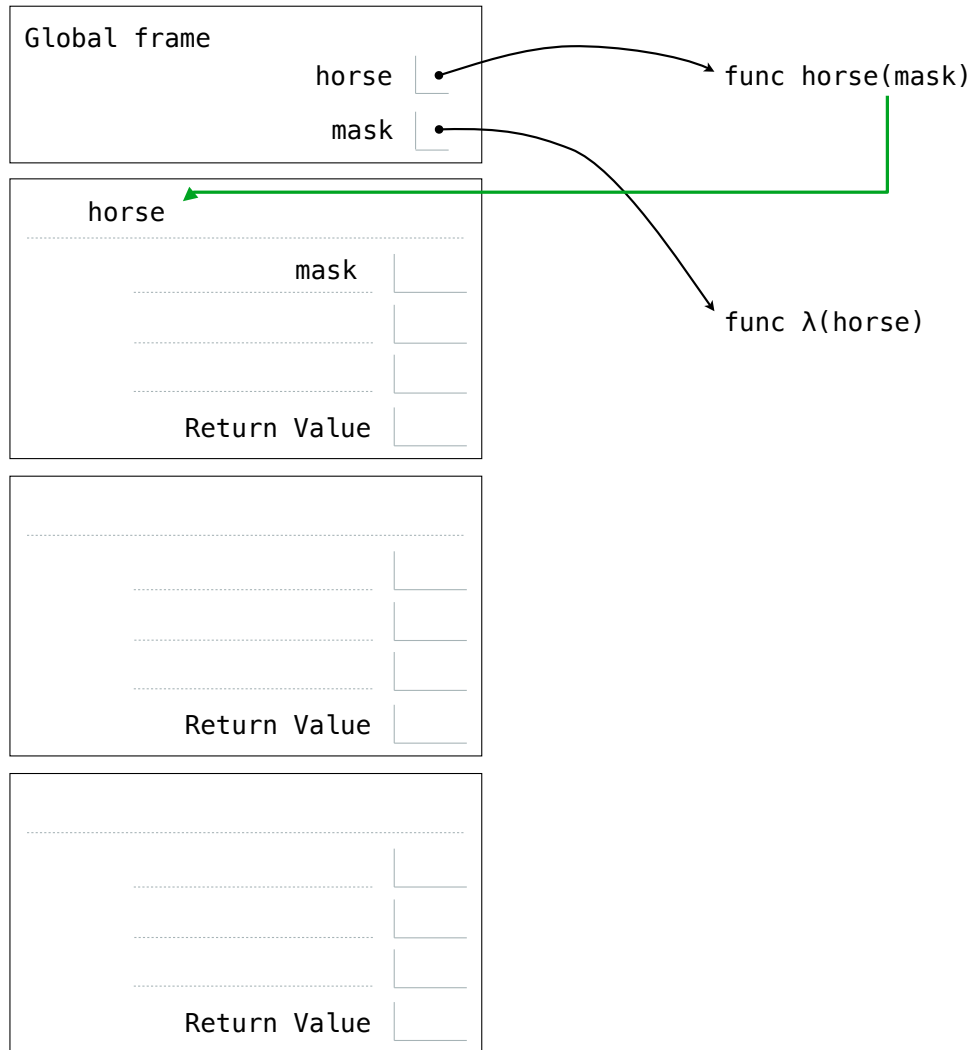 Global frame
horse
func horse(mask)
mask
horse
mask
func λ(horse)
Return Value
Return Value
Return Value